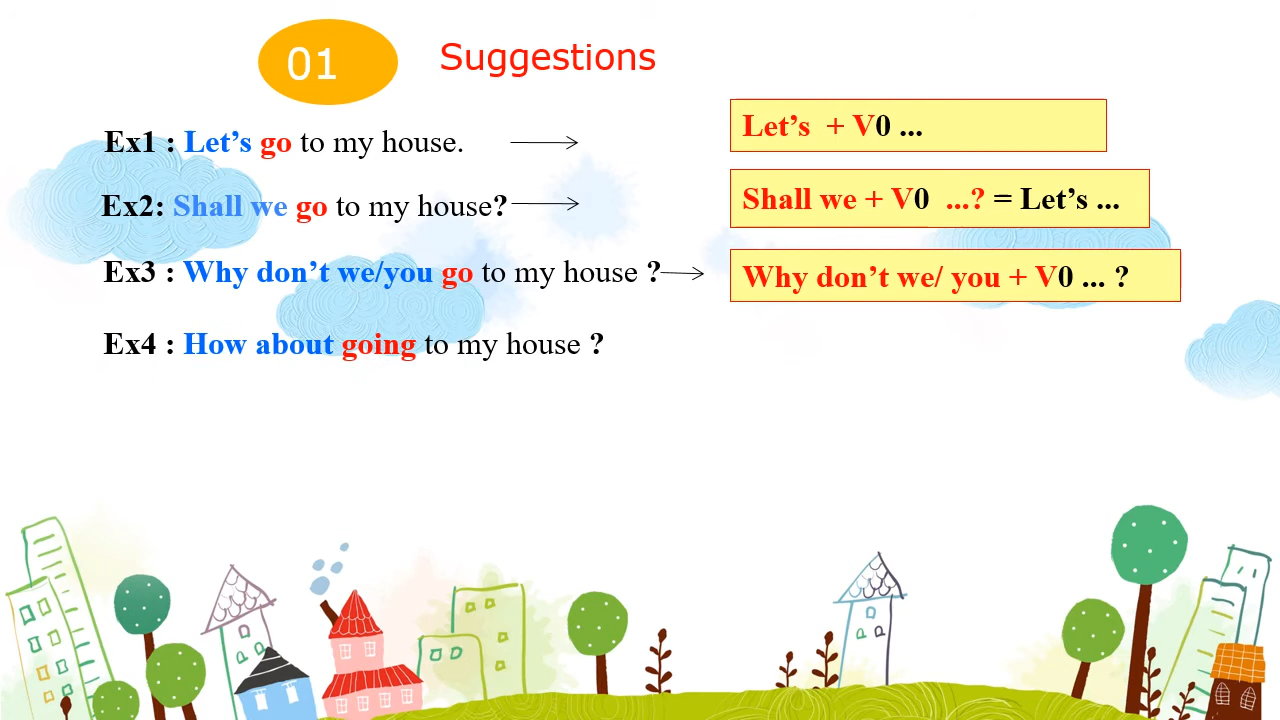 01 Suggestions
Ex1 : Let’s go to my house.
Let’s + V0 ...
Ex2: Shall we go to my house?
Shall we + V0 ...? = Let’s ...
Ex3 : Why don’t we/you go to my house ?
Why don’t we/ you + V0 ... ?
Ex4 : How about going to my house ?